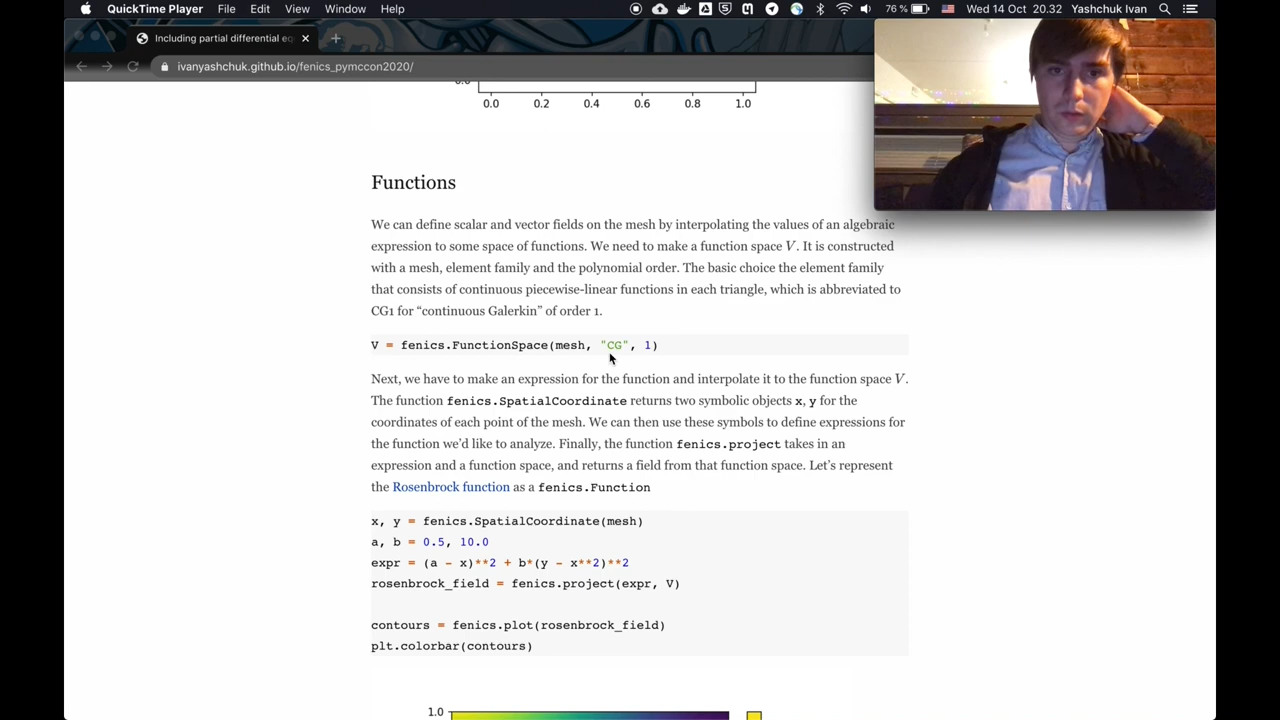 QuickTime Player File Edit View Window Help 76 % Wed 14 Oct 20.32 Yashchuk Ivan
Including partial differential eq
ivanyashchuk.github.io/fenics_pymccon2020/
0.0
0.0 0.2 0.4 0.6 0.8 1.0
Functions
We can define scalar and vector fields on the mesh by interpolating the values of an algebraic
expression to some space of functions. We need to make a function space V. It is constructed
with a mesh, element family and the polynomial order. The basic choice the element family
that consists of continuous piecewise-linear functions in each triangle, which is abbreviated to
CG1 for “continuous Galerkin” of order 1.
V = fenics.FunctionSpace(mesh, "CG", 1)
Next, we have to make an expression for the function and interpolate it to the function space V.
The function fenics.SpatialCoordinate returns two symbolic objects x, y for the
coordinates of each point of the mesh. We can then use these symbols to define expressions for
the function we’d like to analyze. Finally, the function fenics.project takes in an
expression and a function space, and returns a field from that function space. Let’s represent
the Rosenbrock function as a fenics.Function
x, y = fenics.SpatialCoordinate(mesh)
a, b = 0.5, 10.0
expr = (a - x)**2 + b*(y - x**2)**2
rosenbrock_field = fenics.project(expr, V)
contours = fenics.plot(rosenbrock_field)
plt.colorbar(contours)
1.0